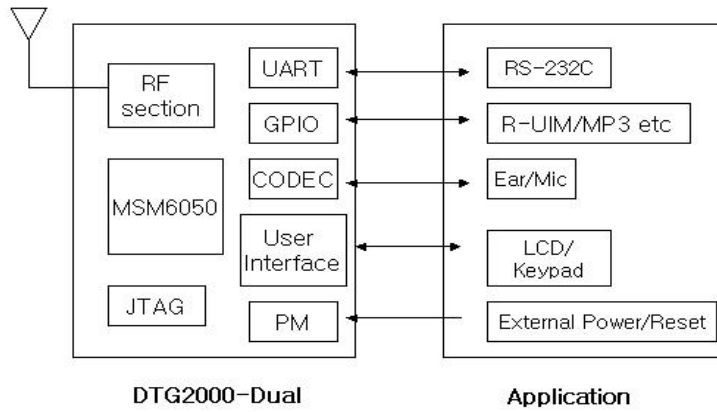 RF
section
MSM6050
JTAG
UART
GPIO
CODEC
User
Interface
PM
RS-232C
R-UIM/MP3 etc
Ear/Mic
LCD/
Keypad
External Power/Reset
DTG2000-Dual
Application